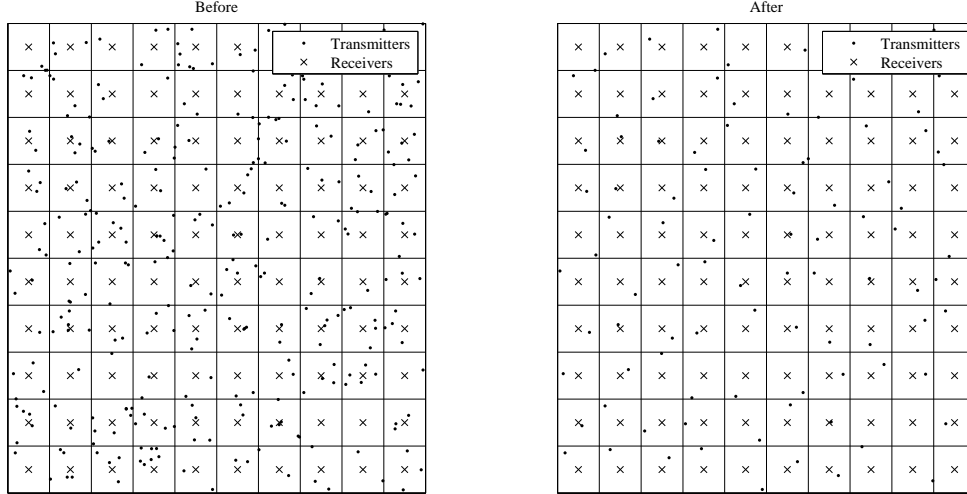 Before
Transmitters
Receivers
After
Transmitters
Receivers